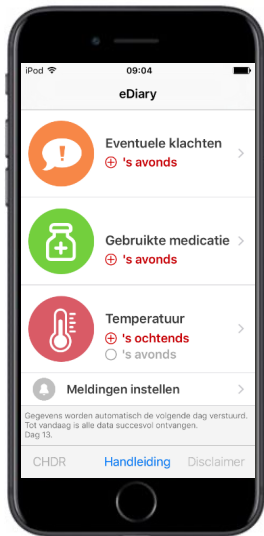 iPod 09:04
eDiary
Eventuele klachten
's avonds
Gebruikte medicatie
's avonds
Temperatuur
's ochtends
's avonds
Meldingen instellen
Gegevens worden automatisch de volgende dag verstuurd.
Tot vandaag is alle data succesvol ontvangen.
Dag 13.
CHDR Handleiding Disclaimer